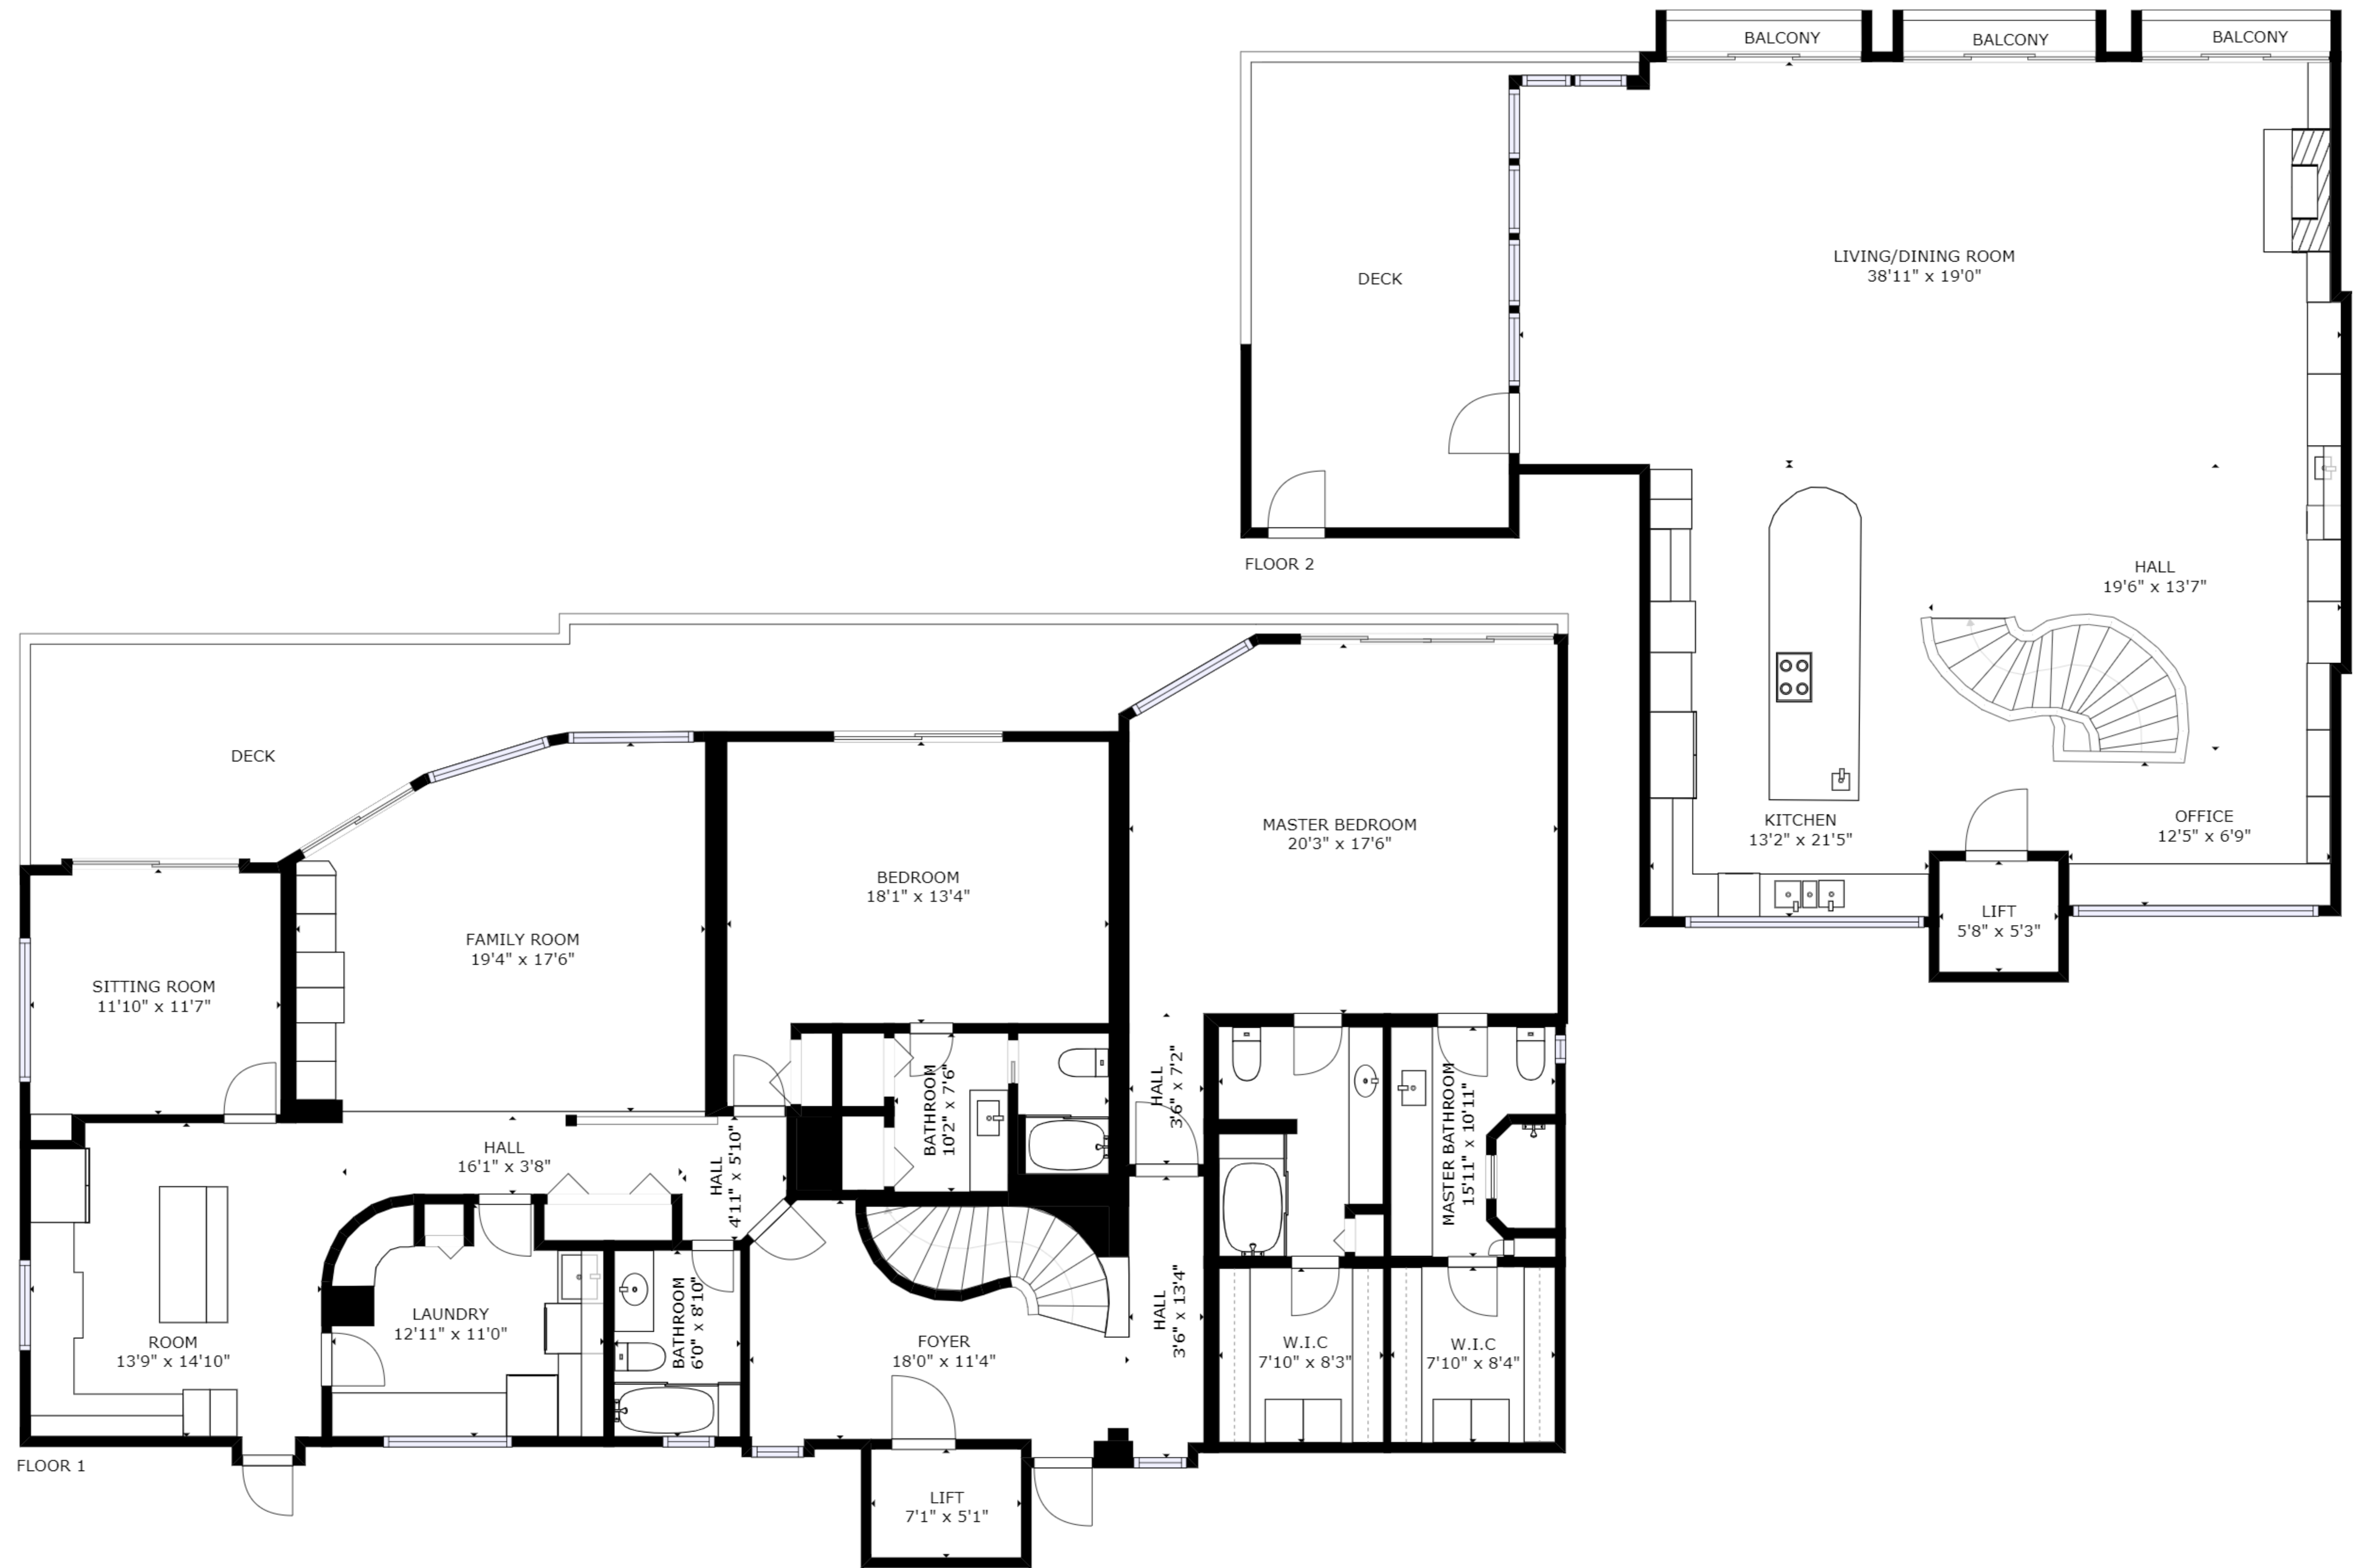 BALCONY
BALCONY
BALCONY
LIVING/DINING ROOM
38'11" x 19'0"
DECK
FLOOR 2
HALL
19'6" x 13'7"
KITCHEN
13'2" x 21'5"
OFFICE
12'5" x 6'9"
LIFT
5'8" x 5'3"
DECK
MASTER BEDROOM
20'3" x 17'6"
BEDROOM
18'1" x 13'4"
FAMILY ROOM
19'4" x 17'6"
SITTING ROOM
11'10" x 11'7"
HALL
3'6" x 7'2"
BATHROOM
10'2" x 7'6"
MASTER BATHROOM
15'11" x 10'11"
HALL
16'1" x 3'8"
HALL
4'11" x 5'10"
LAUNDRY
12'11" x 11'0"
BATHROOM
6'0" x 8'10"
HALL
3'6" x 13'4"
ROOM
13'9" x 14'10"
FOYER
18'0" x 11'4"
W.I.C
7'10" x 8'3"
W.I.C
7'10" x 8'4"
FLOOR 1
LIFT
7'1" x 5'1"